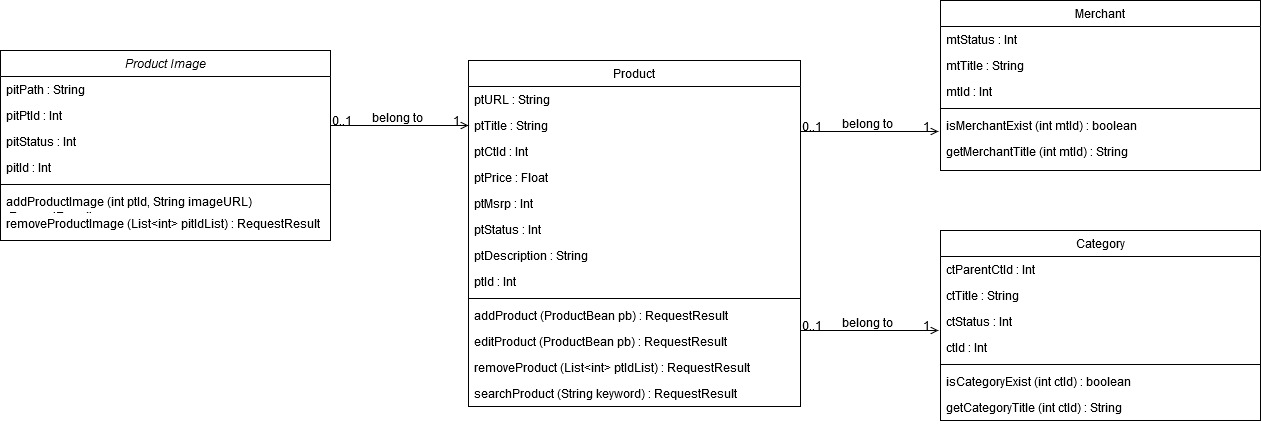 Product Image
pitPath : String
pitPtId : Int
pitStatus : Int
pitId : Int
addProductImage (int ptId, String imageURL)
removeProductImage (List<int> pitIdList) : RequestResult
0..1
belong to
1
Product
ptURL : String
ptTitle : String
ptCtId : Int
ptPrice : Float
ptMsrp : Int
ptStatus : Int
ptDescription : String
ptId : Int
addProduct (ProductBean pb) : RequestResult
editProduct (ProductBean pb) : RequestResult
removeProduct (List<int> ptIdList) : RequestResult
searchProduct (String keyword) : RequestResult
0..1
belong to
1
Merchant
mtStatus : Int
mtTitle : String
mtId : Int
isMerchantExist (int mtId) : boolean
getMerchantTitle (int mtId) : String
0..1
belong to
1
Category
ctParentCtId : Int
ctTitle : String
ctStatus : Int
ctId : Int
isCategoryExist (int ctId) : boolean
getCategoryTitle (int ctId) : String